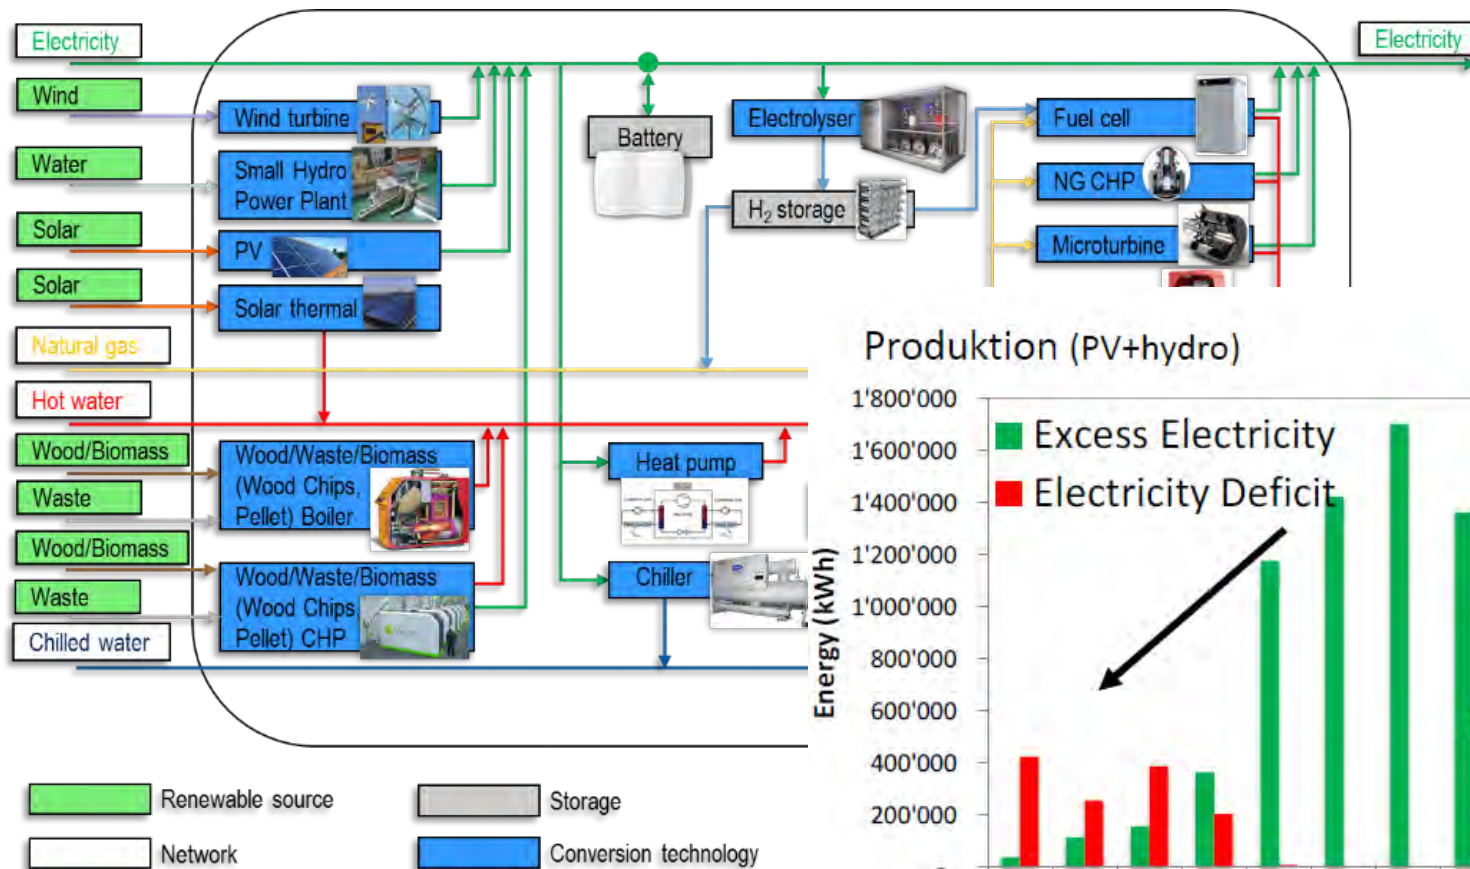 Electricity
Electricity
Wind
Wind turbine
Electrolyser
Fuel cell
Battery
Water
Small Hydro
Power Plant
NG CHP
H₂ storage
Solar
PV
Microturbine
Solar
Solar thermal
Natural gas
Hot water
Wood/Biomass
Wood/Waste/Biomass
(Wood Chips,
Pellet) Boiler
Heat pump
Waste
Wood/Biomass
Wood/Waste/Biomass
(Wood Chips
Pellet) CHP
Chiller
Waste
Chilled water
Renewable source
Storage
Network
Conversion technology
Produktion (PV+hydro)
Excess Electricity
Electricity Deficit
Energy (kWh)
1'800'000
1'600'000
1'400'000
1'200'000
1'000'000
800'000
600'000
400'000
200'000